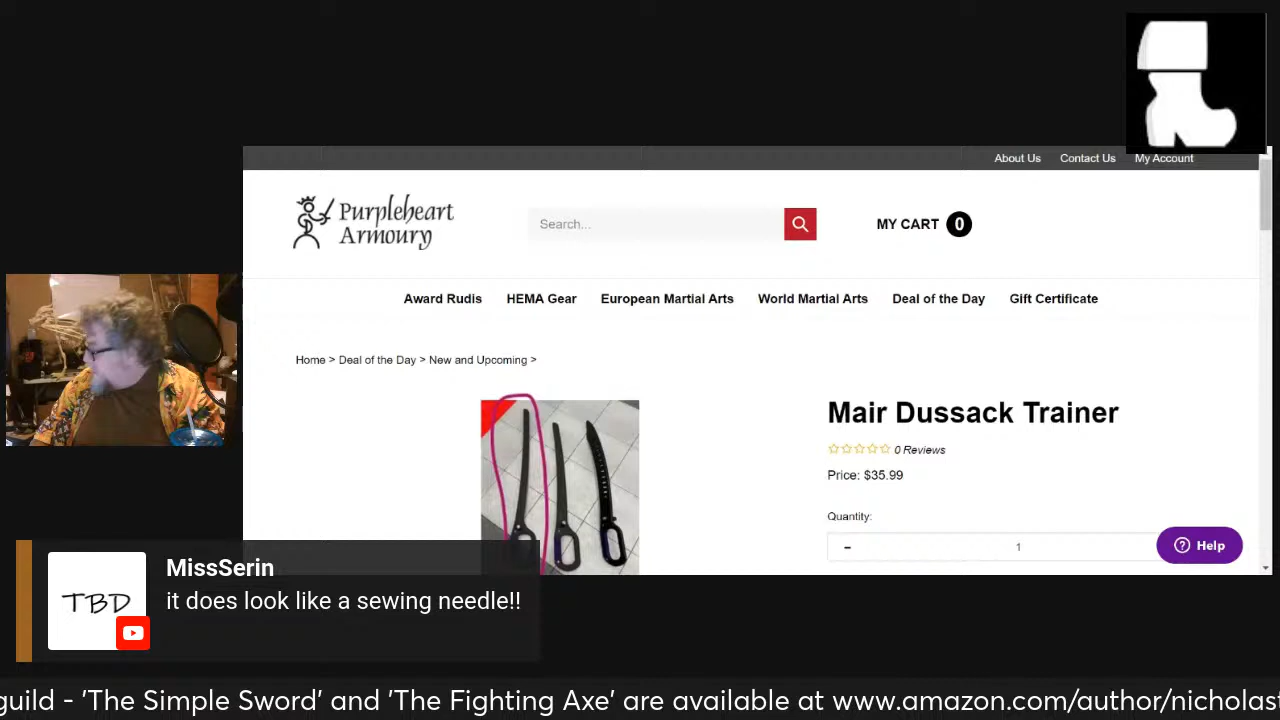 About Us Contact Us My Account
Purpleheart
Armoury
Search...
MY CART 0
Award Rudis HEMA Gear European Martial Arts World Martial Arts Deal of the Day Gift Certificate
Home > Deal of the Day > New and Upcoming >
Mair Dussack Trainer
0 Reviews
Price: $35.99
Quantity:
- 1
Help
TBD
MissSerin
it does look like a sewing needle!!
guild - 'The Simple Sword' and 'The Fighting Axe' are available at www.amazon.com/author/nicholas